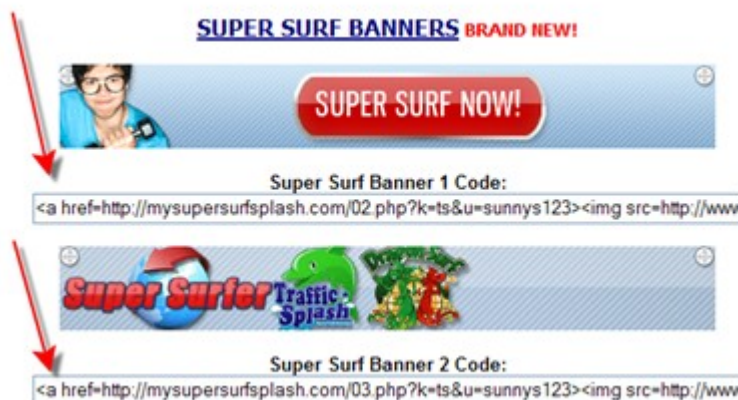 SUPER SURF BANNERS BRAND NEW!
SUPER SURF NOW!
Super Surf Banner 1 Code:
<a href=http://mysupersurfsplash.com/02.php?k=ts&u=sunnys123><img src=http://www
Super Surfer Traffic Splash Dragon Surf
Super Surf Banner 2 Code:
<a href=http://mysupersurfsplash.com/03.php?k=ts&u=sunnys123><img src=http://www